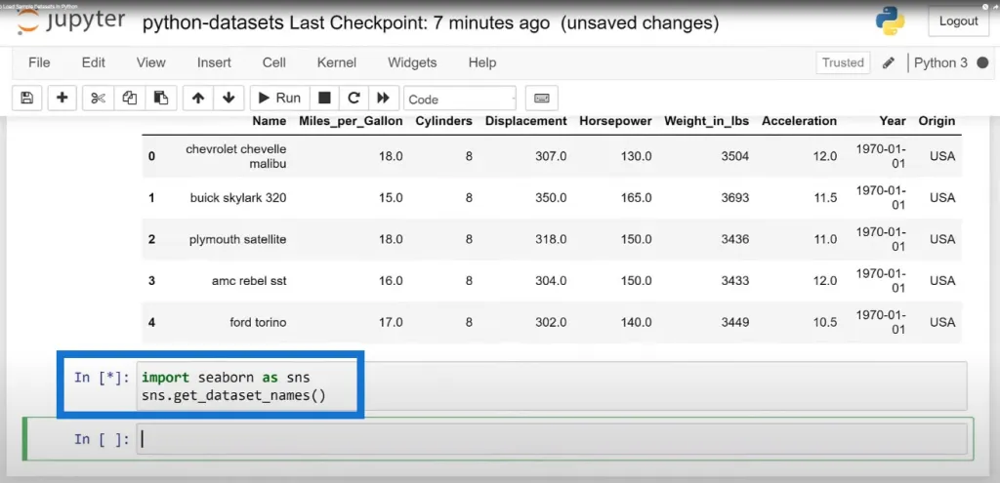 Load Sample Datasets in Python
jupyter python-datasets Last Checkpoint: 7 minutes ago (unsaved changes) Logout
File Edit View Insert Cell Kernel Widgets Help Trusted Python 3
Run Code
Name Miles_per_Gallon Cylinders Displacement Horsepower Weight_in_lbs Acceleration Year Origin
0 chevrolet chevelle malibu 18.0 8 307.0 130.0 3504 12.0 1970-01-01 USA
1 buick skylark 320 15.0 8 350.0 165.0 3693 11.5 1970-01-01 USA
2 plymouth satellite 18.0 8 318.0 150.0 3436 11.0 1970-01-01 USA
3 amc rebel sst 16.0 8 304.0 150.0 3433 12.0 1970-01-01 USA
4 ford torino 17.0 8 302.0 140.0 3449 10.5 1970-01-01 USA
In [*]: import seaborn as sns
sns.get_dataset_names()
In [ ]: